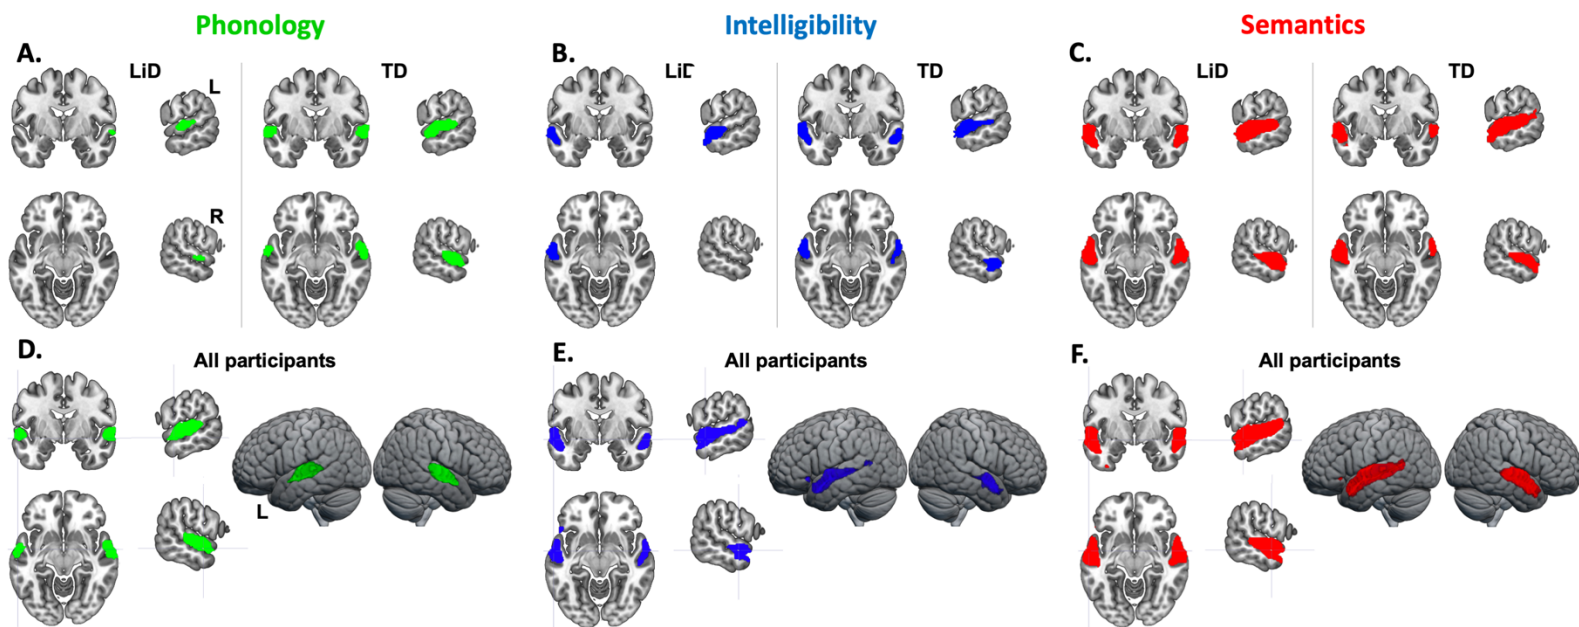 Phonology Intelligibility Semantics
A. B. C.
LiD TD LiD TD LiD TD
L
R
D. E. F.
All participants All participants All participants
L